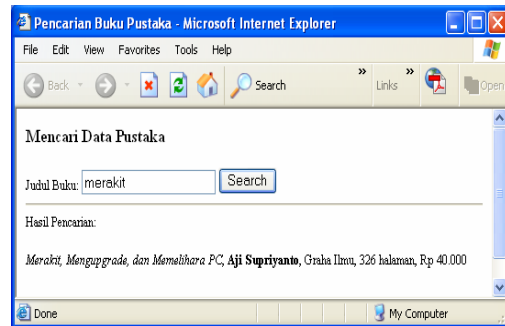 Pencarian Buku Pustaka - Microsoft Internet Explorer
File Edit View Favorites Tools Help
Back Search » Links » Open
Mencari Data Pustaka
Judul Buku: merakit Search
Hasil Pencarian:
Merakit, Mengupgrade, dan Memelihara PC, Aji Supriyanto, Graha Ilmu, 326 halaman, Rp 40.000
Done My Computer